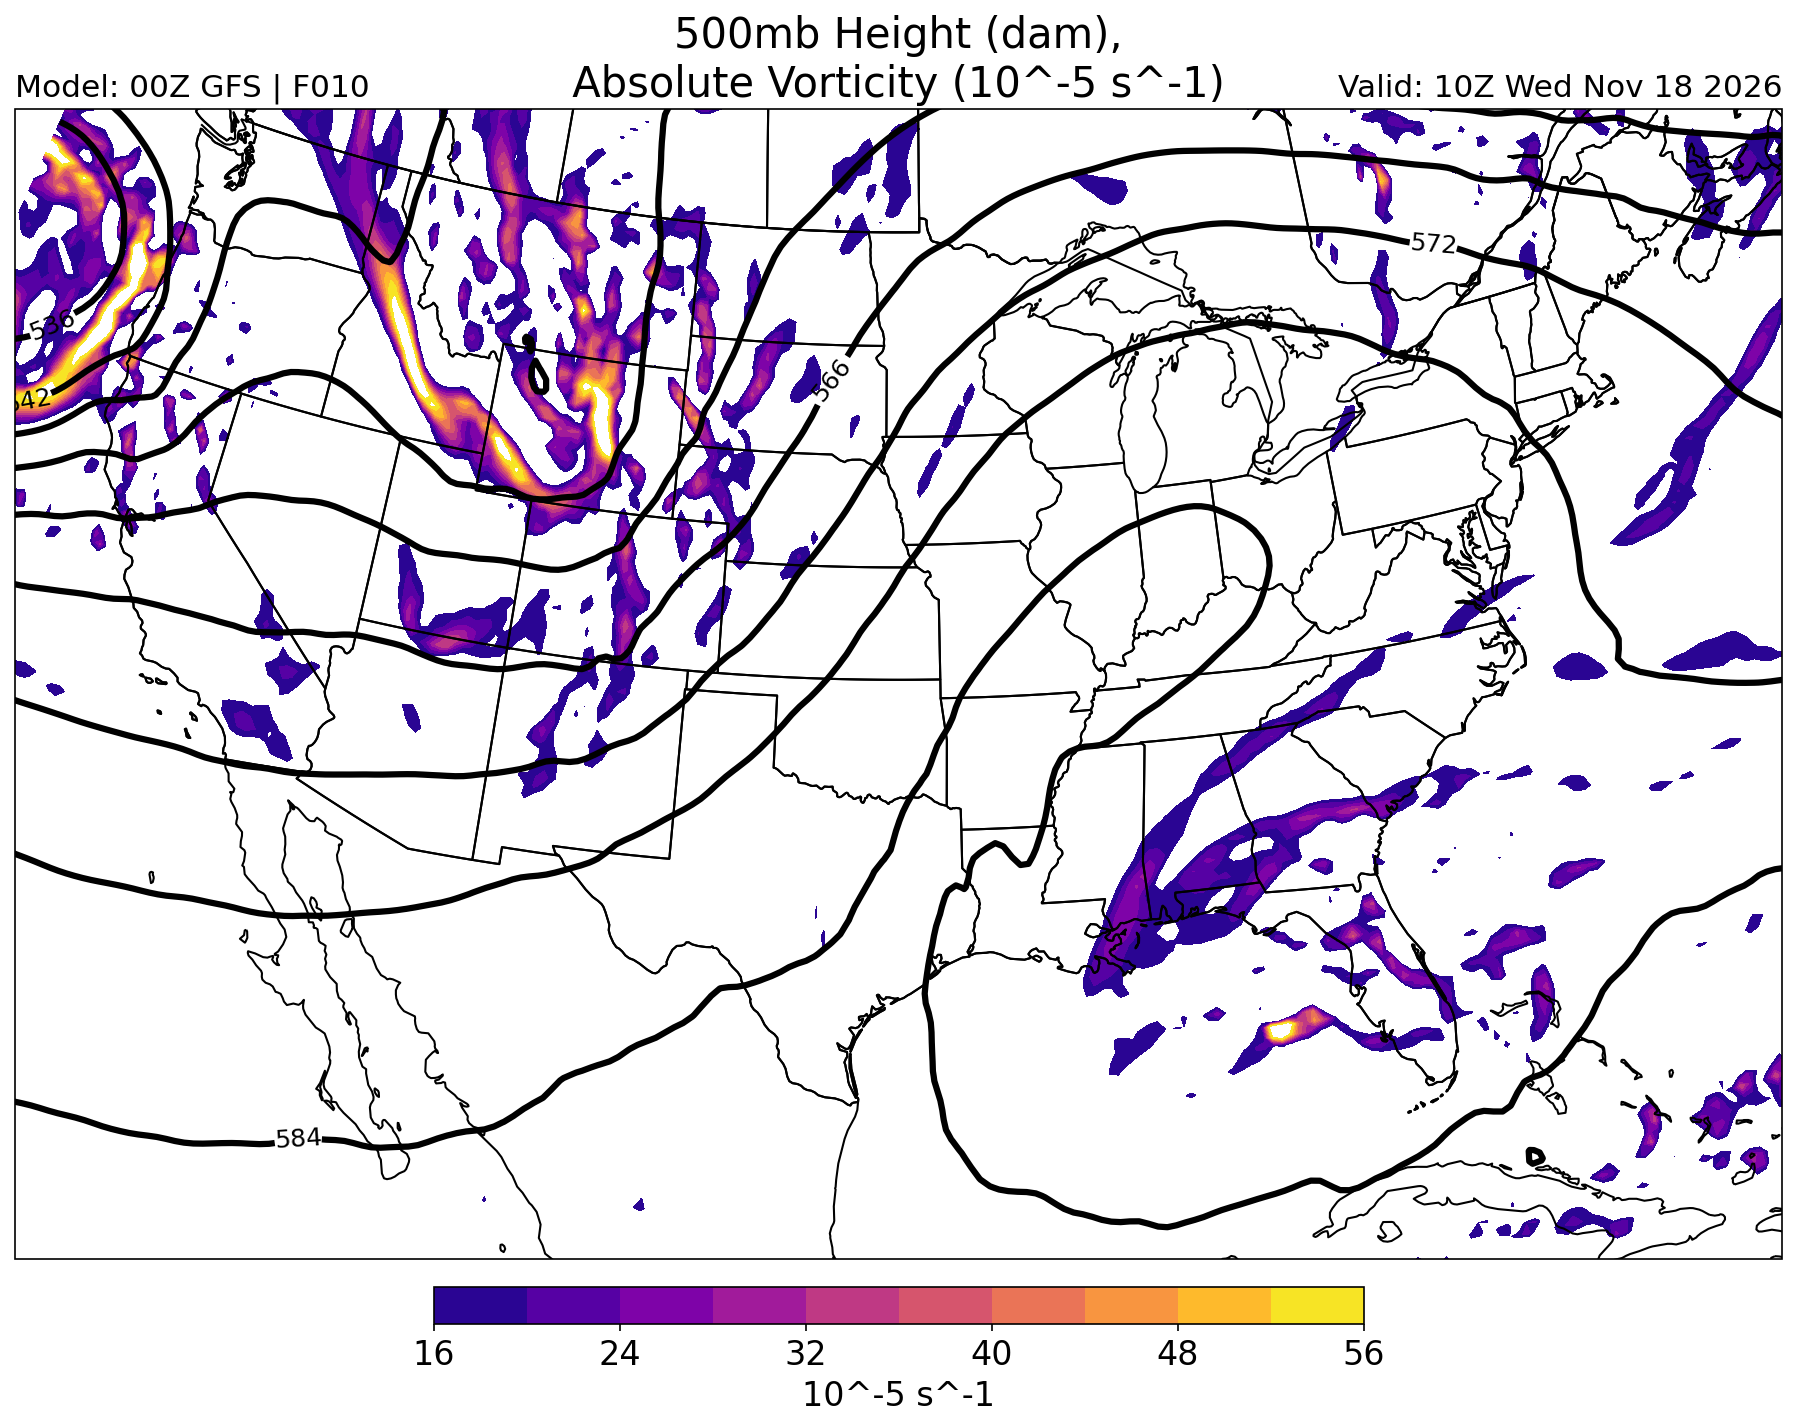 500mb Height (dam),
Model: 00Z GFS | F010
Absolute Vorticity (10^-5 s^-1)
Valid: 10Z Wed Nov 18 2026
572
536
566
542
584
16 24 32 40 48 56
10^-5 s^-1